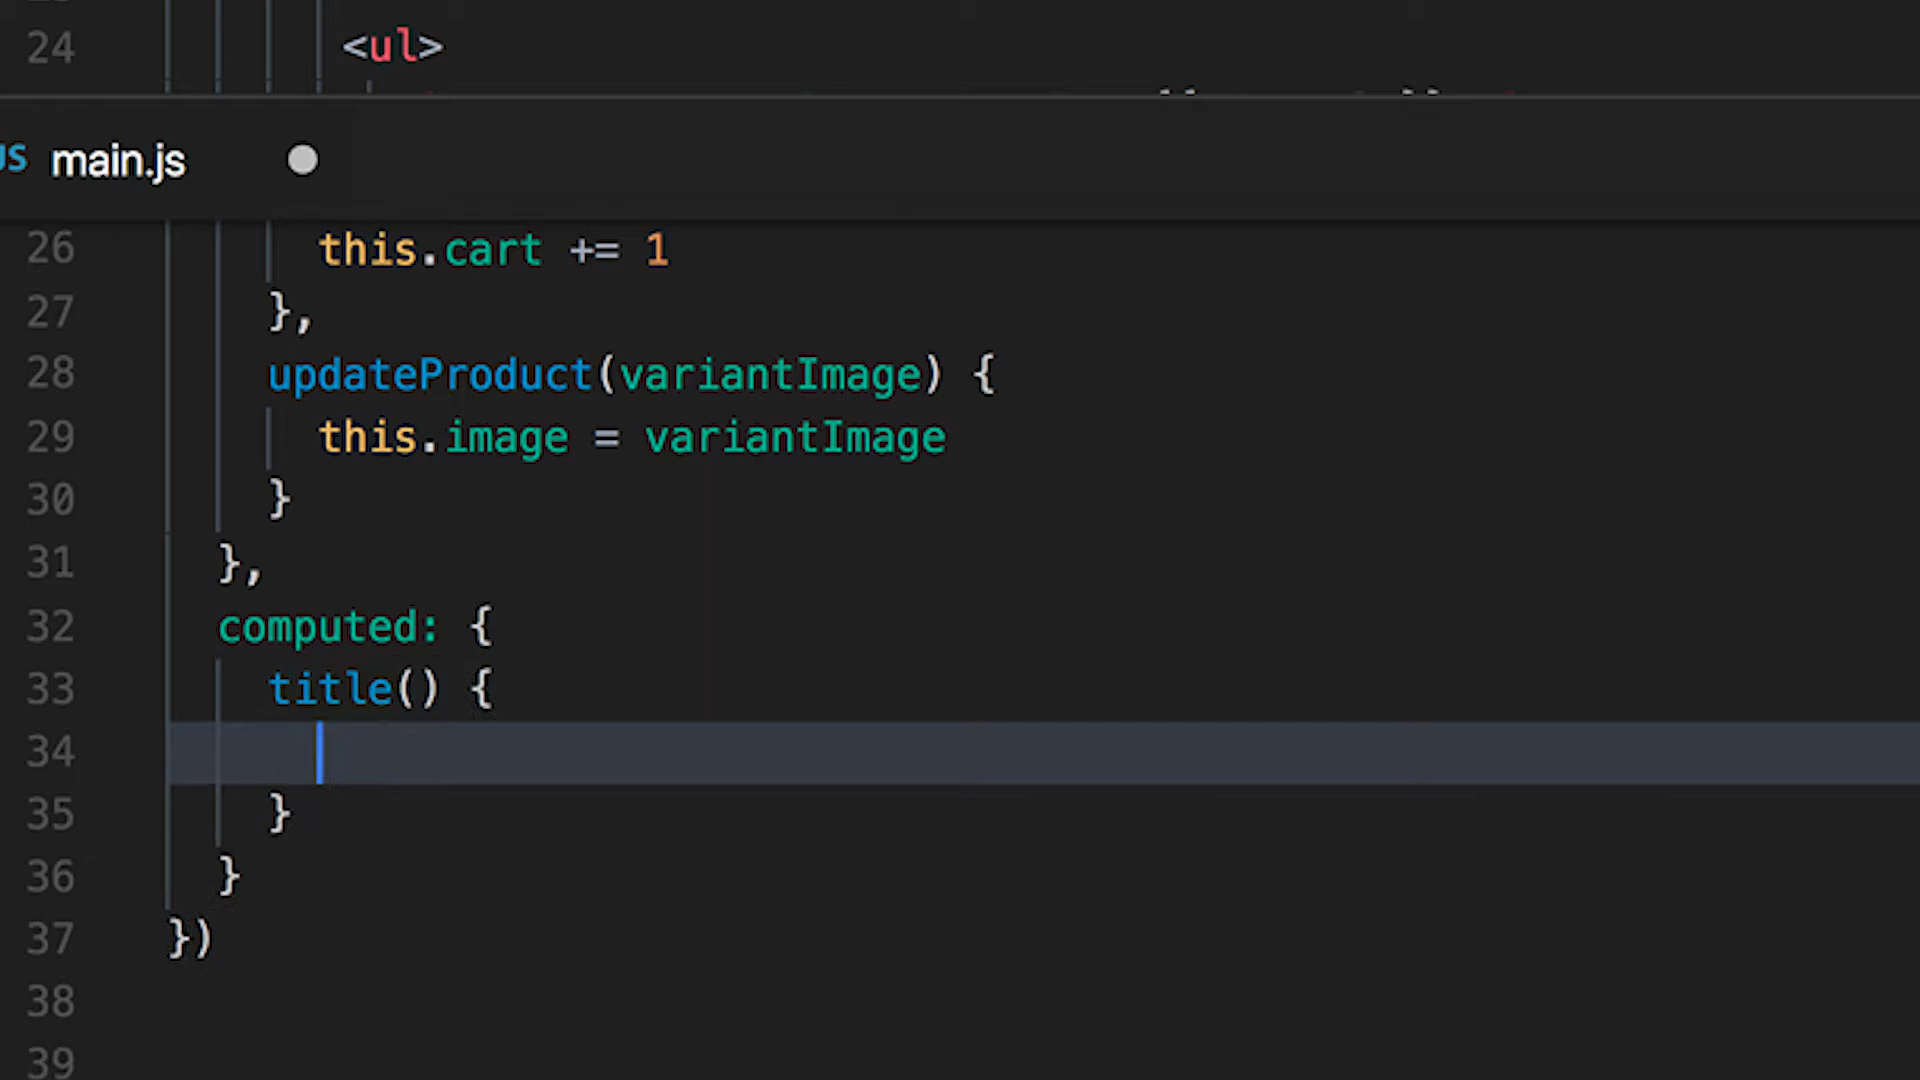 24 <ul>
JS main.js
26 this.cart += 1
27 },
28 updateProduct(variantImage) {
29 this.image = variantImage
30 }
31 },
32 computed: {
33 title() {
34
35 }
36 }
37 })
38
39